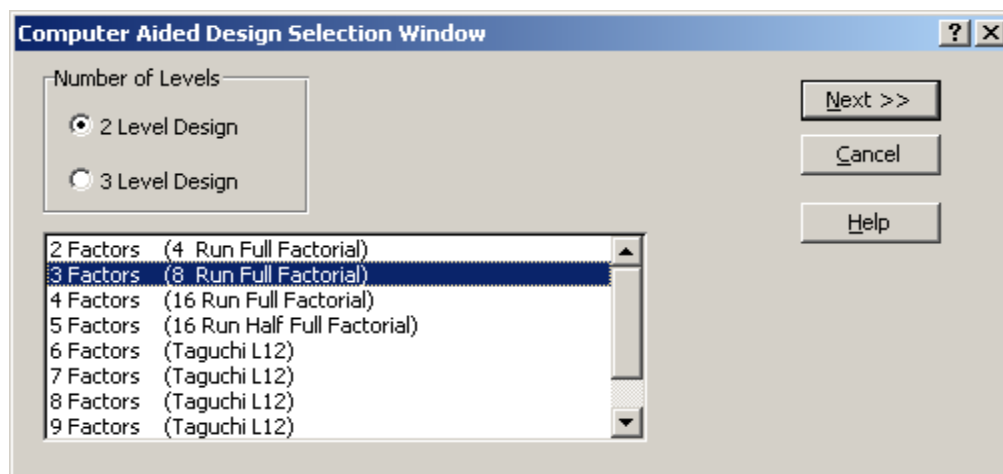 Computer Aided Design Selection Window
Number of Levels
2 Level Design
3 Level Design
Next >>
Cancel
Help
2 Factors (4 Run Full Factorial)
3 Factors (8 Run Full Factorial)
4 Factors (16 Run Full Factorial)
5 Factors (16 Run Half Full Factorial)
6 Factors (Taguchi L12)
7 Factors (Taguchi L12)
8 Factors (Taguchi L12)
9 Factors (Taguchi L12)